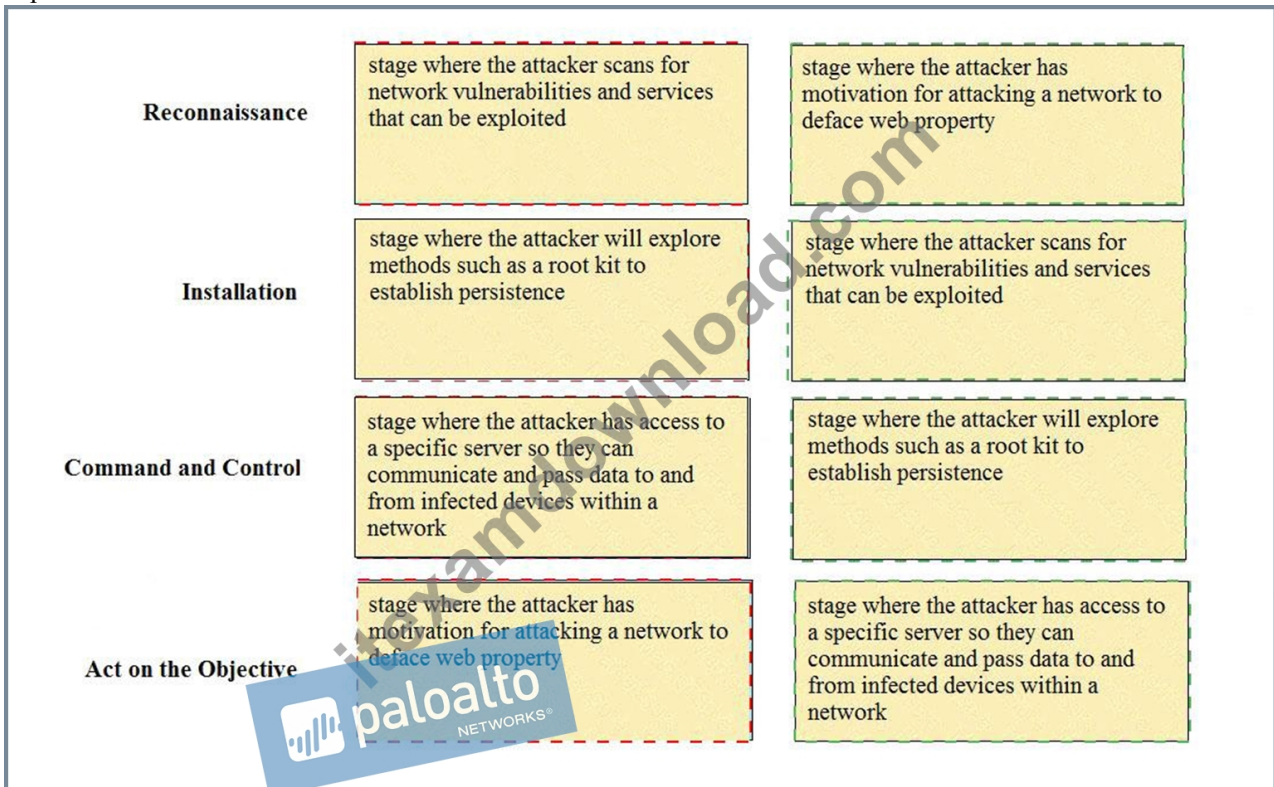 Reconnaissance
stage where the attacker scans for
network vulnerabilities and services
that can be exploited
stage where the attacker has
motivation for attacking a network to
deface web property
Installation
stage where the attacker will explore
methods such as a root kit to
establish persistence
stage where the attacker scans for
network vulnerabilities and services
that can be exploited
Command and Control
stage where the attacker has access to
a specific server so they can
communicate and pass data to and
from infected devices within a
network
stage where the attacker will explore
methods such as a root kit to
establish persistence
Act on the Objective
stage where the attacker has
motivation for attacking a network to
deface web property
stage where the attacker has access to
a specific server so they can
communicate and pass data to and
from infected devices within a
network
itexamdownload.com
paloalto
NETWORKS®